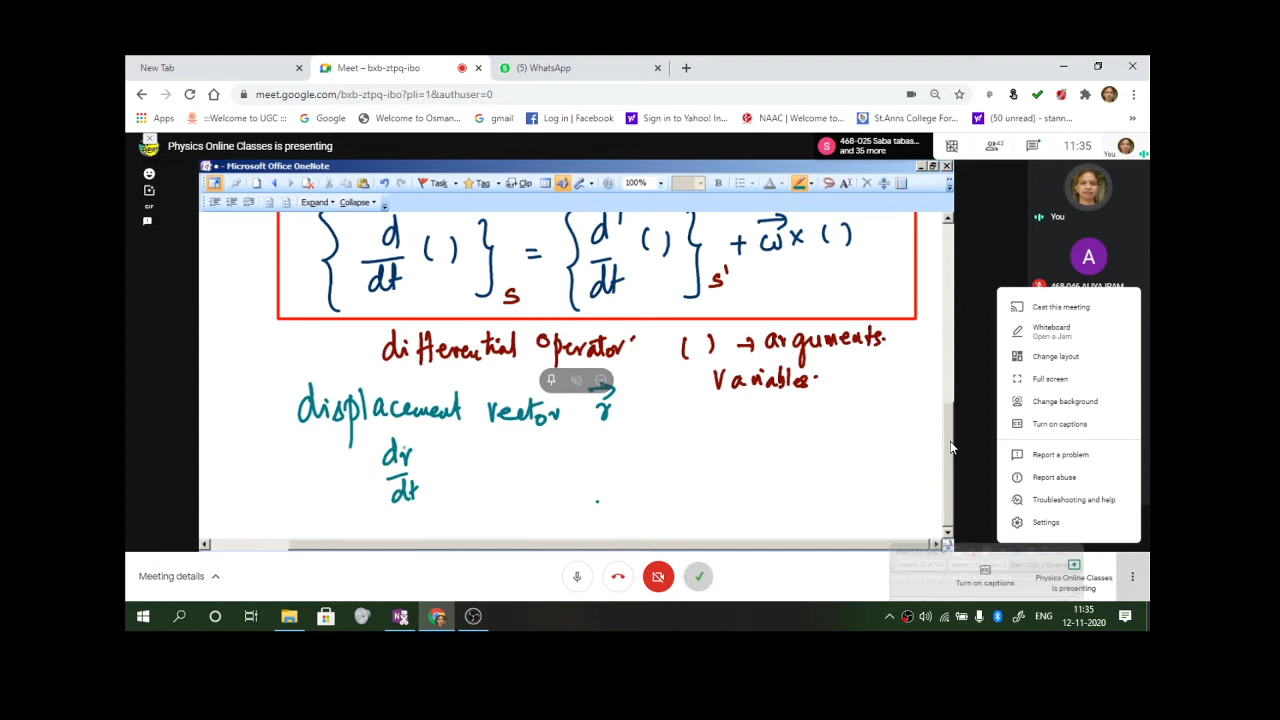 New Tab
Meet – bxb-ztpq-ibo
(5) WhatsApp
meet.google.com/bxb-ztpq-ibo?pli=1&authuser=0
Apps
::Welcome to UGC ::
Google
Welcome to Osman...
gmail
Log in | Facebook
Sign in to Yahoo! In...
NAAC | Welcome to...
St.Anns College For...
(50 unread) - stann...
Physics Online Classes is presenting
S
468-025 Saba tabas...
and 35 more
42
11:35
You
• - Microsoft Office OneNote
Task
Tag
Clip
100%
B
Expand
Collapse
{ d/dt ( ) }s = { d'/dt ( ) }s' + ω⃗ × ( )
differential operator ( ) → arguments.
variables.
displacement vector r⃗
dr
dt
You
A
Cast this meeting
Whiteboard
Open a Jam
Change layout
Full screen
Change background
Turn on captions
Report a problem
Report abuse
Troubleshooting and help
Settings
Meeting details
Turn on captions
Physics Online Classes
is presenting
ENG
11:35
12-11-2020